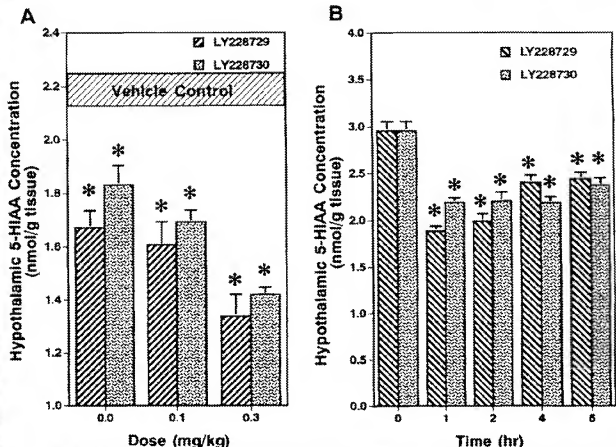 A
LY228729
LY228730
Vehicle Control
Hypothalamic 5-HIAA Concentration
(nmol/g tissue)
2.4
2.2
2.0
1.8
1.6
1.4
1.2
1.0
* * * * * *
0.0 0.1 0.3
Dose (mg/kg)
B
LY228729
LY228730
Hypothalamic 5-HIAA Concentration
(nmol/g tissue)
4.0
3.5
3.0
2.5
2.0
1.5
1.0
0.5
0.0
* * * * * * * *
0 1 2 4 6
Time (hr)